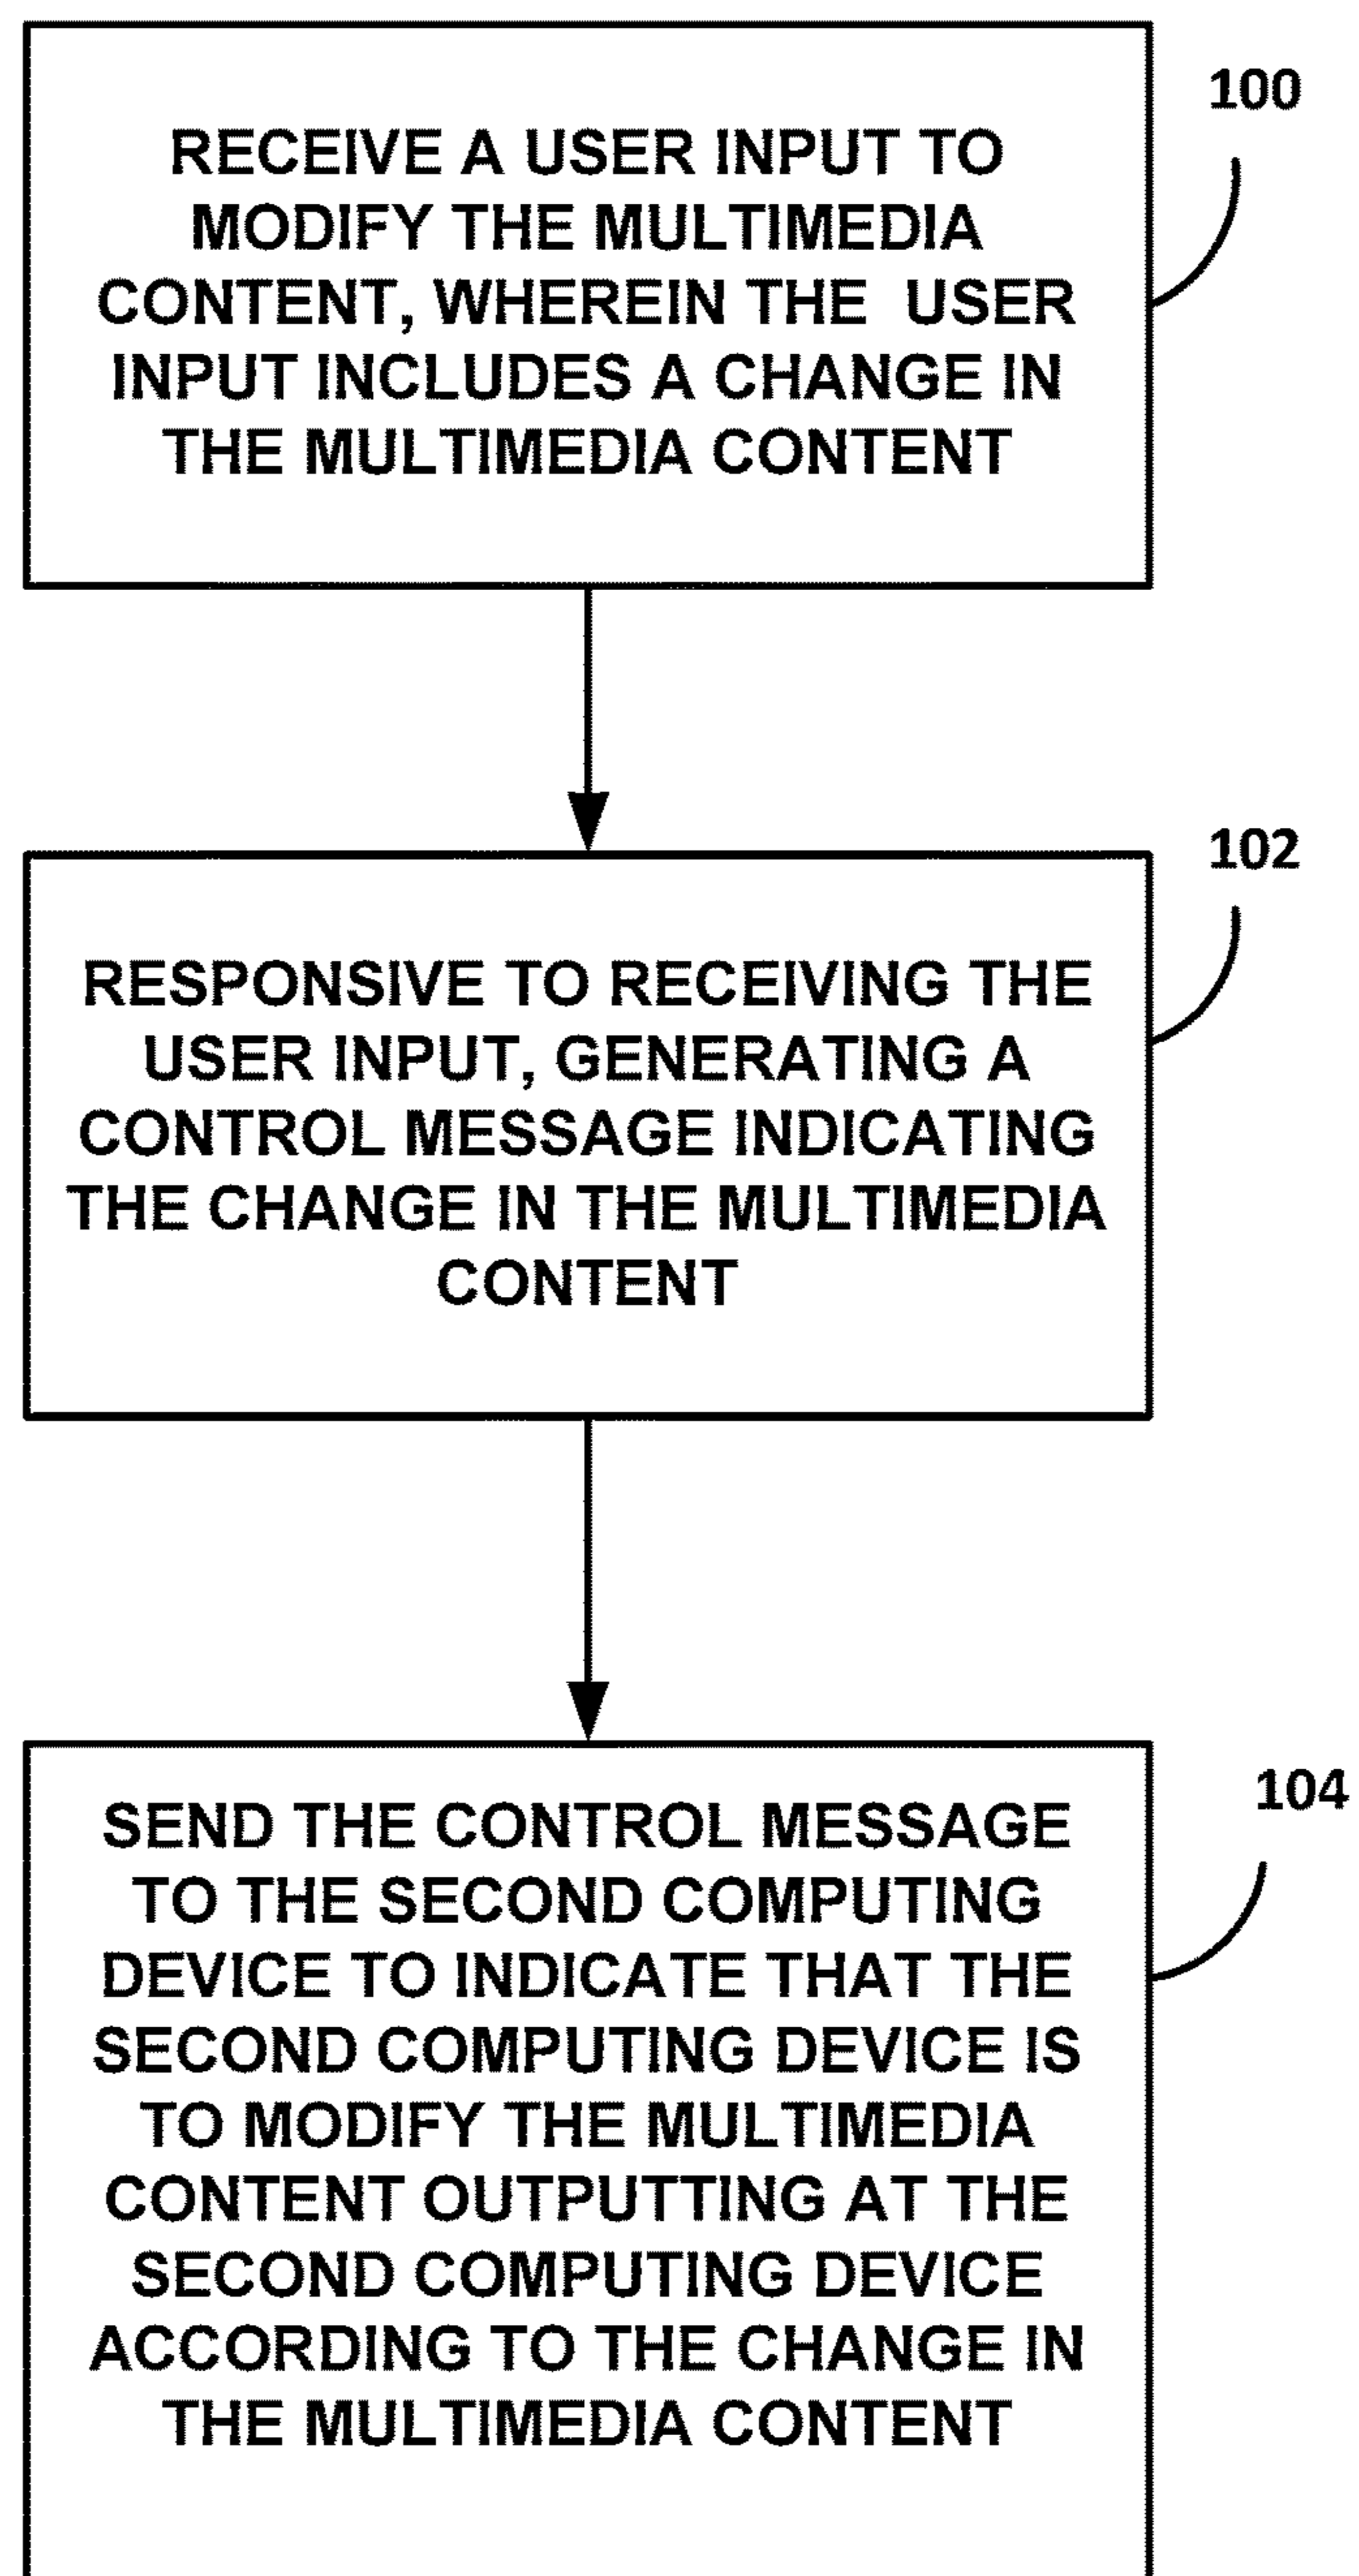 100
RECEIVE A USER INPUT TO
MODIFY THE MULTIMEDIA
CONTENT, WHEREIN THE USER
INPUT INCLUDES A CHANGE IN
THE MULTIMEDIA CONTENT
102
RESPONSIVE TO RECEIVING THE
USER INPUT, GENERATING A
CONTROL MESSAGE INDICATING
THE CHANGE IN THE MULTIMEDIA
CONTENT
104
SEND THE CONTROL MESSAGE
TO THE SECOND COMPUTING
DEVICE TO INDICATE THAT THE
SECOND COMPUTING DEVICE IS
TO MODIFY THE MULTIMEDIA
CONTENT OUTPUTTING AT THE
SECOND COMPUTING DEVICE
ACCORDING TO THE CHANGE IN
THE MULTIMEDIA CONTENT